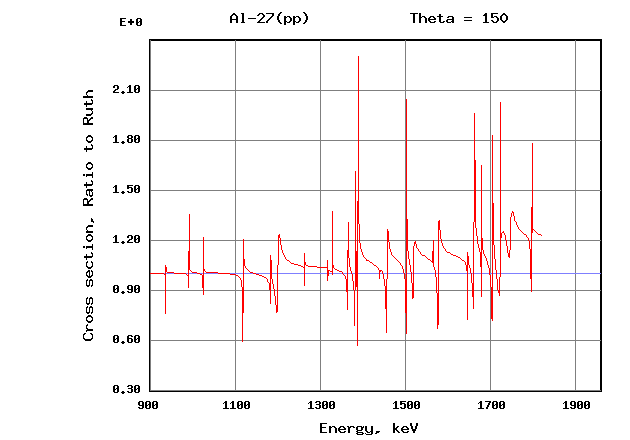 E+0 Al-27(pp) Theta = 150
2.10
1.80
1.50
1.20
0.90
0.60
0.30
Cross section, Ratio to Ruth
900 1100 1300 1500 1700 1900
Energy, keV